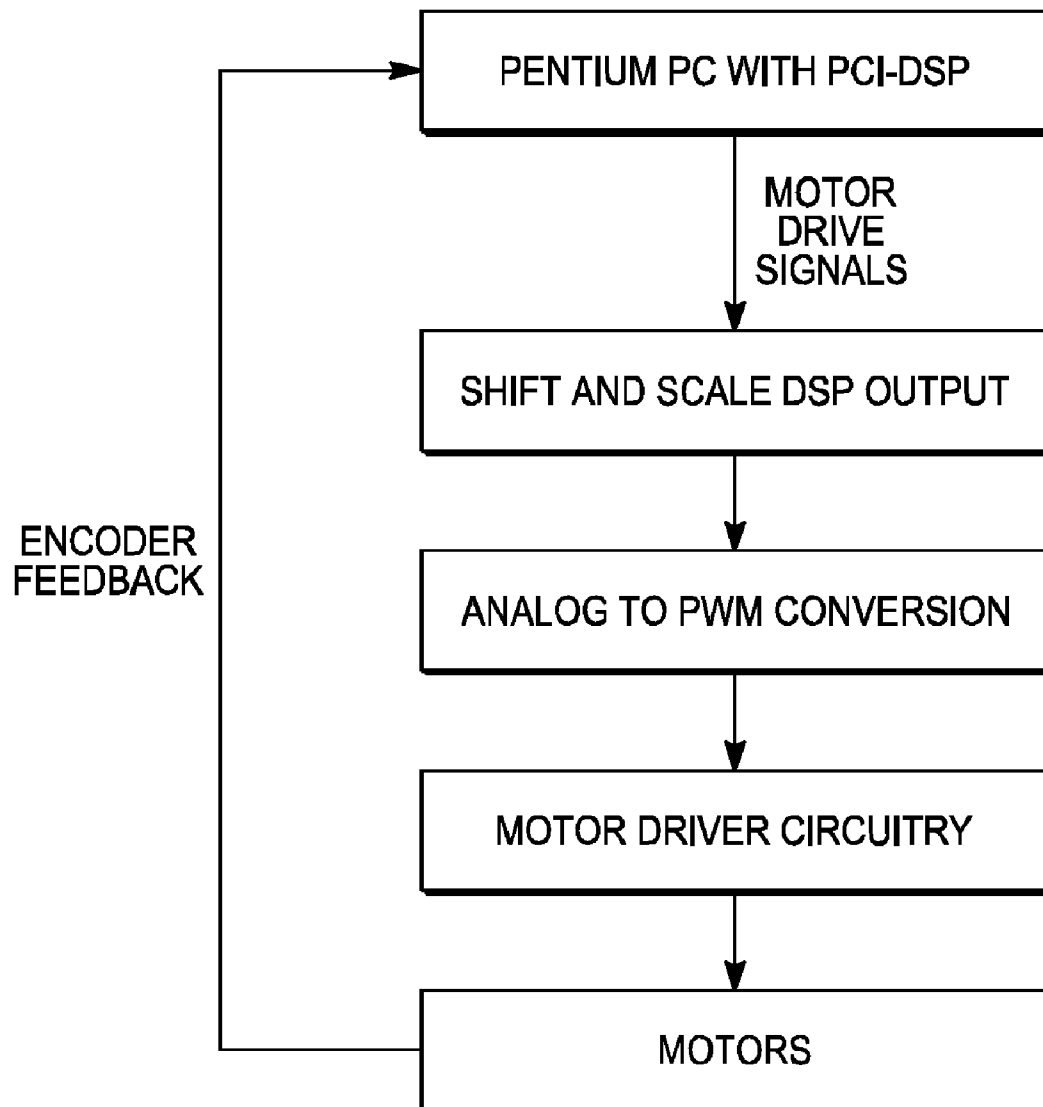 PENTIUM PC WITH PCI-DSP
MOTOR
DRIVE
SIGNALS
SHIFT AND SCALE DSP OUTPUT
ENCODER
FEEDBACK
ANALOG TO PWM CONVERSION
MOTOR DRIVER CIRCUITRY
MOTORS